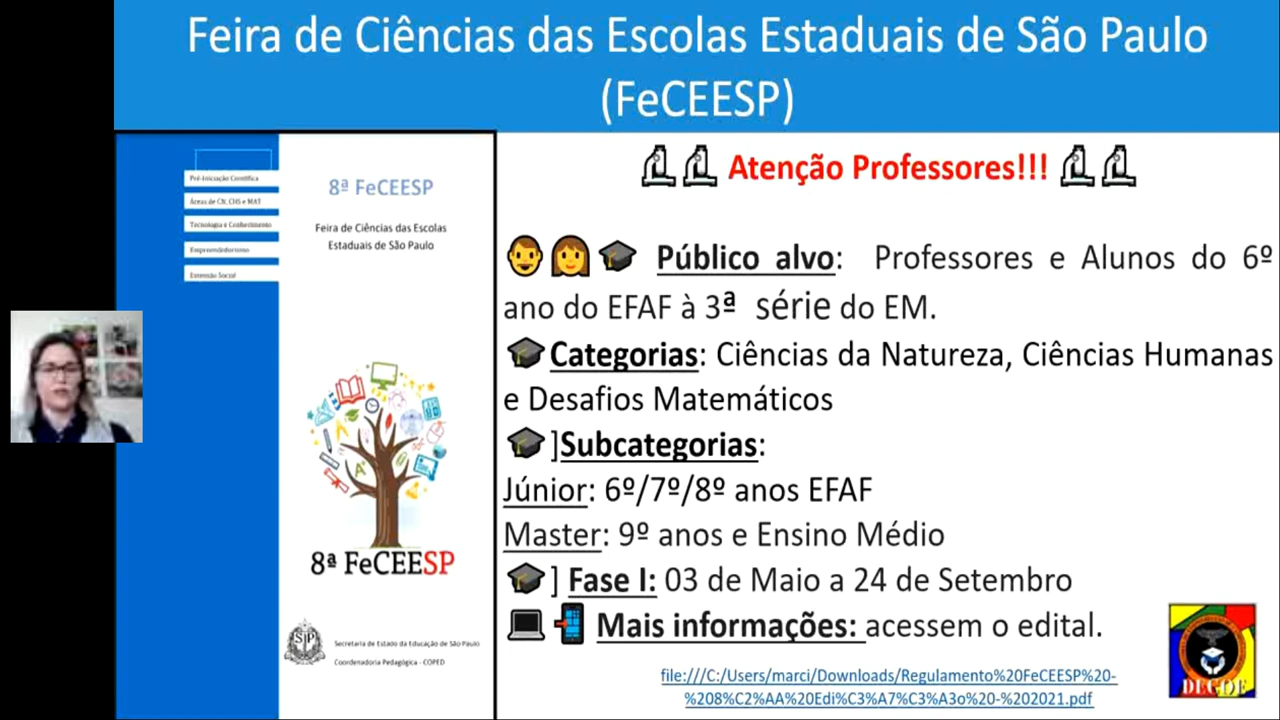 Feira de Ciências das Escolas Estaduais de São Paulo
(FeCEESP)
Pré-Iniciação Científica
Áreas de CN, CHS e MAT
Tecnologia e Conhecimento
Empreendedorismo
Extensão Social
8ª FeCEESP
Feira de Ciências das Escolas
Estaduais de São Paulo
8ª FeCEESP
SP
Secretaria de Estado da Educação de São Paulo
Coordenadoria Pedagógica - COPED
Atenção Professores!!!
Público alvo: Professores e Alunos do 6º
ano do EFAF à 3ª série do EM.
Categorias: Ciências da Natureza, Ciências Humanas
e Desafios Matemáticos
]Subcategorias:
Júnior: 6º/7º/8º anos EFAF
Master: 9º anos e Ensino Médio
] Fase I: 03 de Maio a 24 de Setembro
Mais informações: acessem o edital.
file:///C:/Users/marci/Downloads/Regulamento%20FeCEESP%20-
%208%C2%AA%20Edi%C3%A7%C3%A3o%20-%202021.pdf